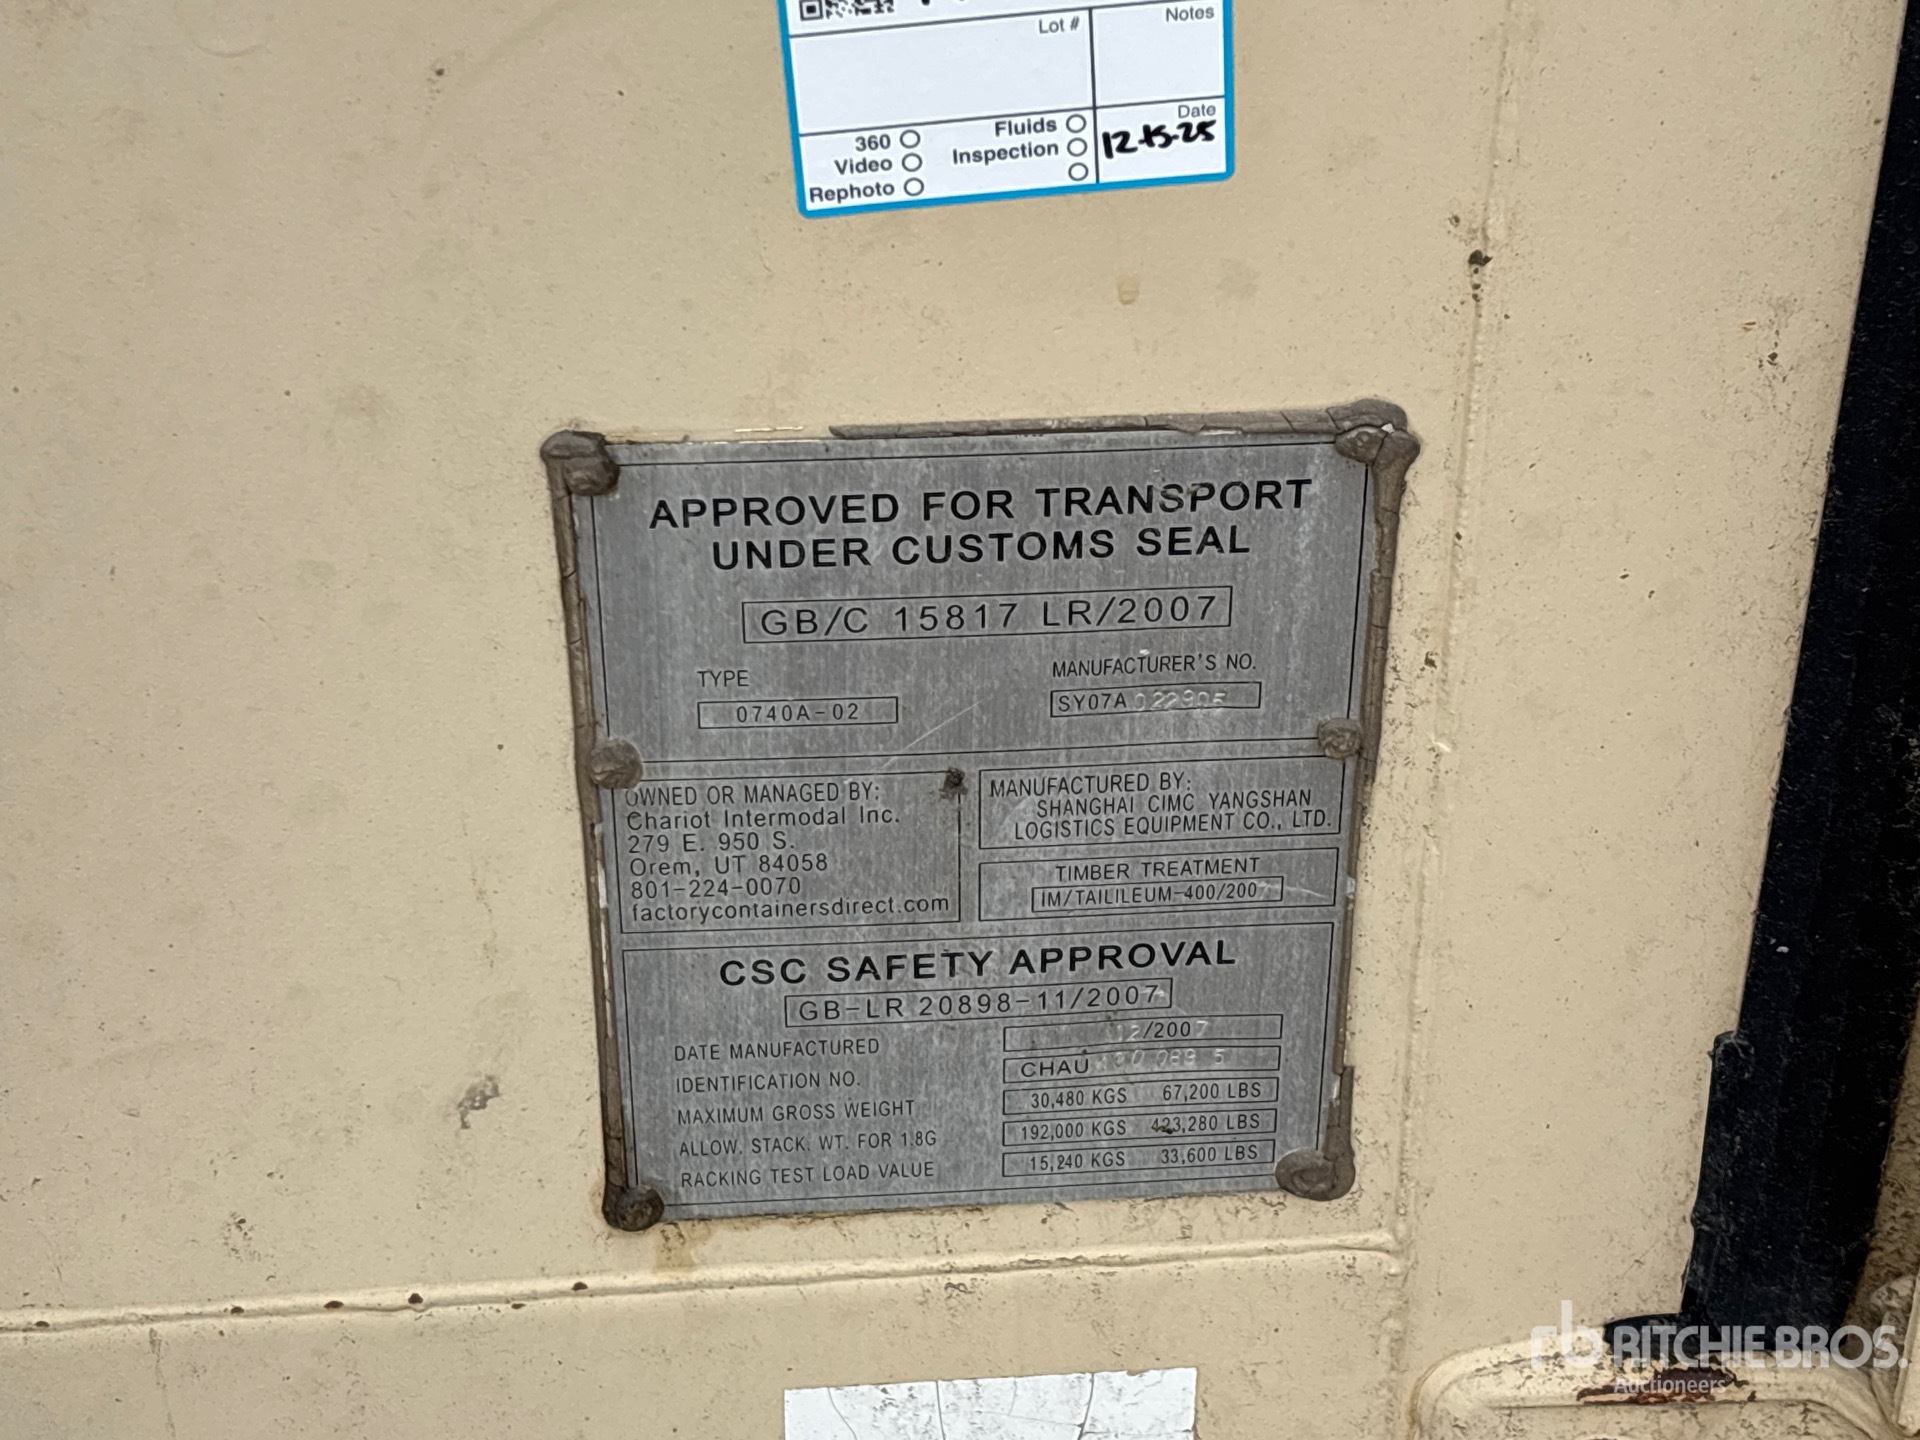 Lot #
Notes
360
Video
Rephoto
Fluids
Inspection
Date
12-15-25
APPROVED FOR TRANSPORT
UNDER CUSTOMS SEAL
GB/C 15817 LR/2007
TYPE
0740A-02
MANUFACTURER'S NO.
SY07A 022905
OWNED OR MANAGED BY:
Chariot Intermodal Inc.
279 E. 950 S.
Orem, UT 84058
801-224-0070
factorycontainersdirect.com
MANUFACTURED BY:
SHANGHAI CIMC YANGSHAN
LOGISTICS EQUIPMENT CO., LTD.
TIMBER TREATMENT
IM/TAILILEUM-400/2007
CSC SAFETY APPROVAL
GB-LR 20898-11/2007
DATE MANUFACTURED 12/2007
IDENTIFICATION NO. CHAU
MAXIMUM GROSS WEIGHT 30,480 KGS 67,200 LBS
ALLOW. STACK. WT. FOR 1.8G 192,000 KGS 423,280 LBS
RACKING TEST LOAD VALUE 15,240 KGS 33,600 LBS
rb RITCHIE BROS.
Auctioneers